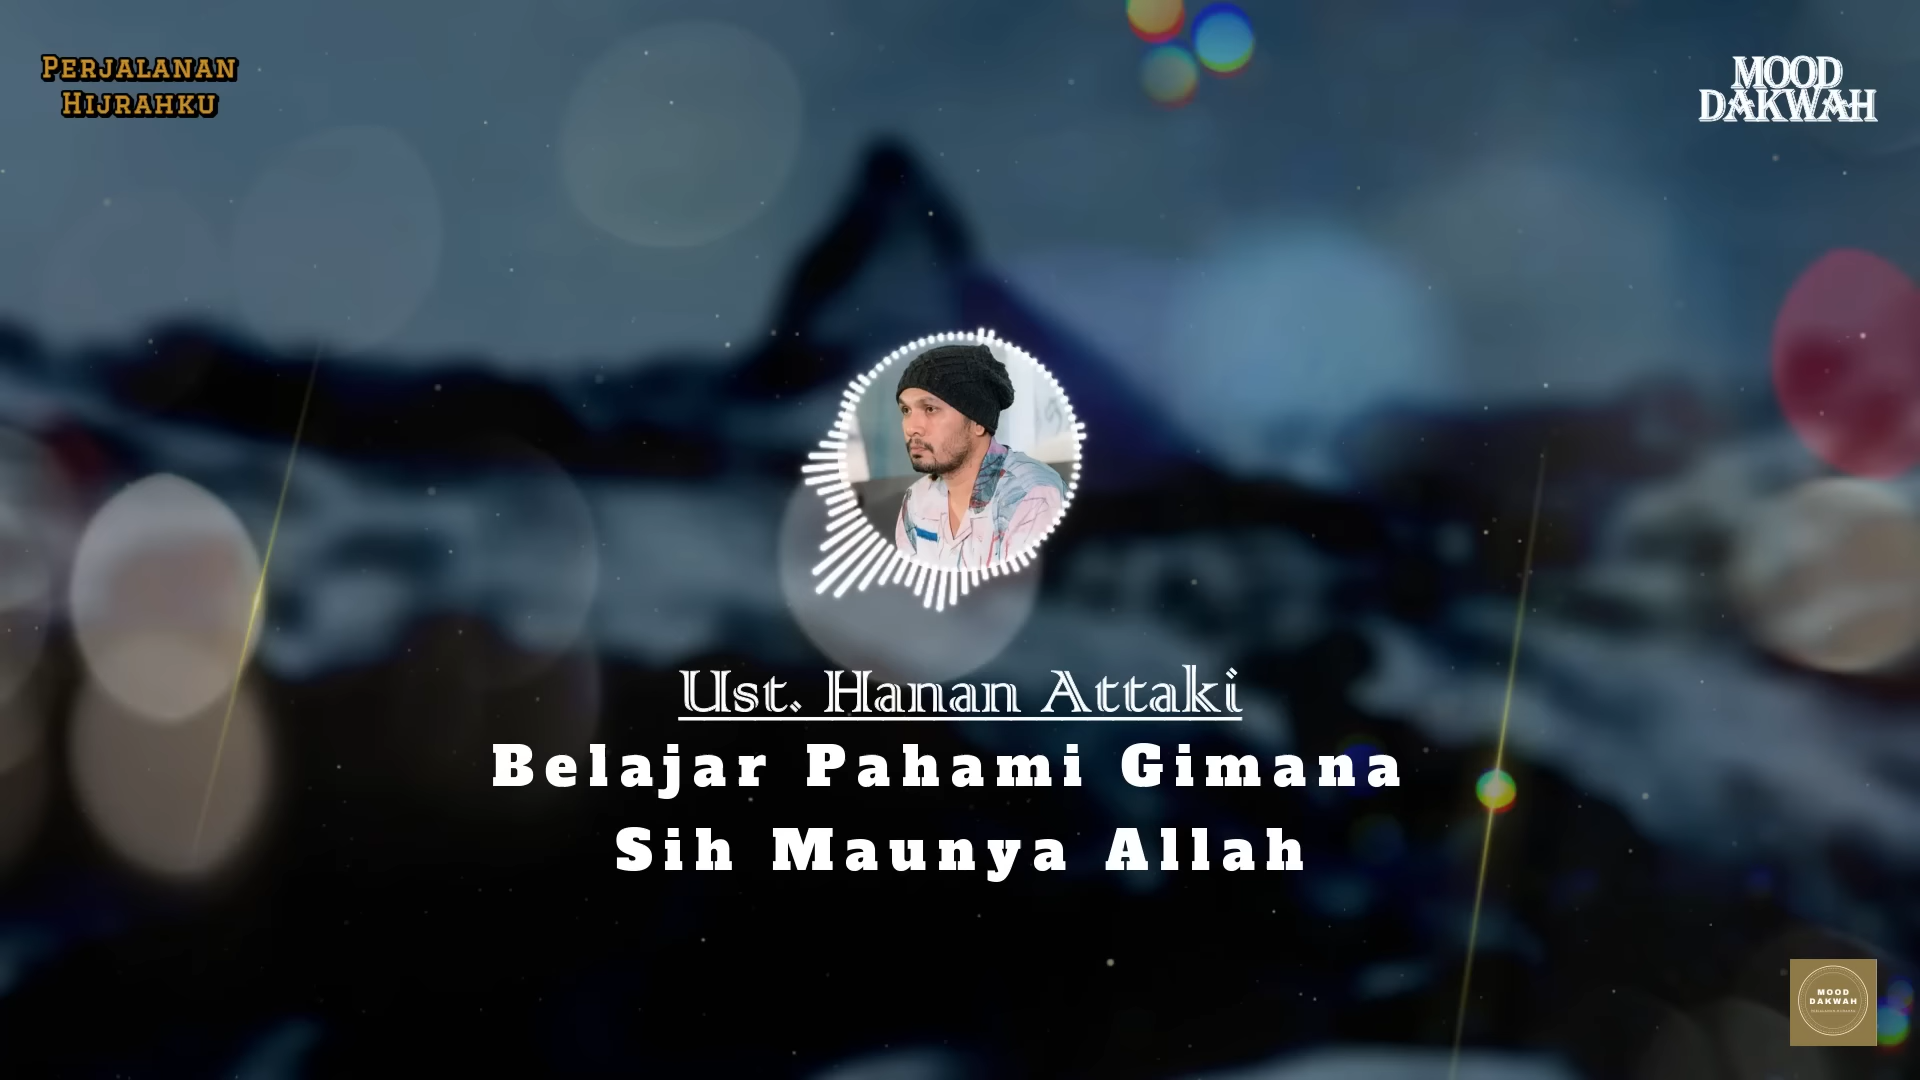 PERJALANAN
HIJRAHKU
MOOD
DAKWAH
Ust. Hanan Attaki
Belajar Pahami Gimana
Sih Maunya Allah
MOOD
DAKWAH